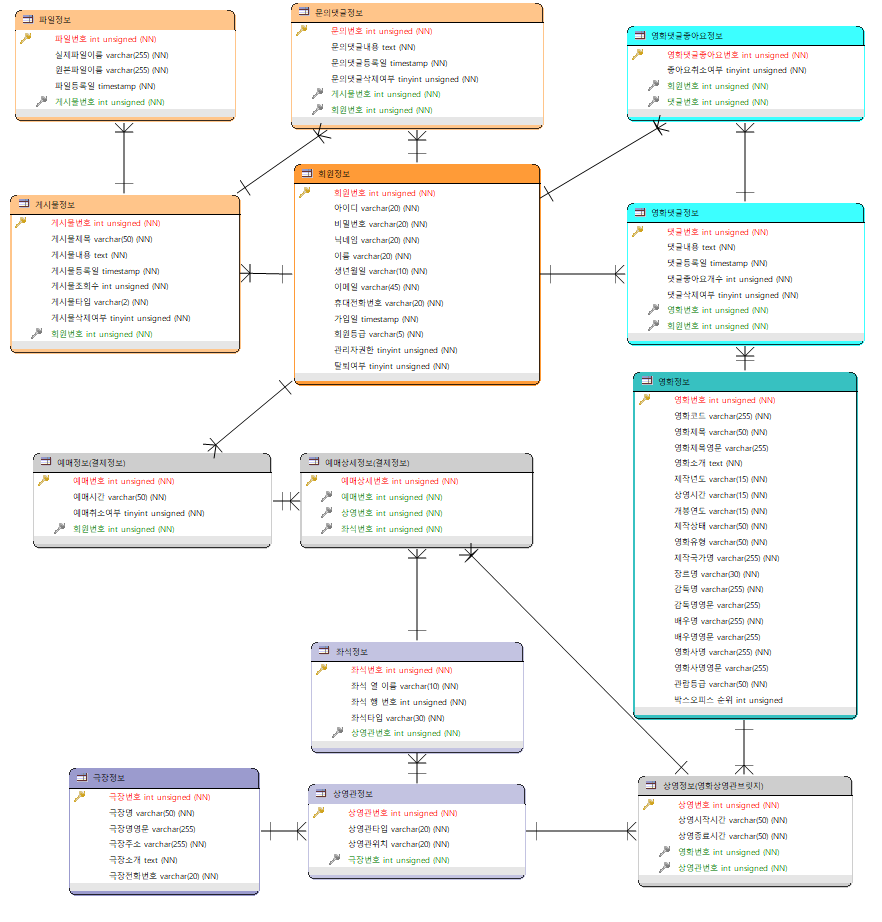 파일정보
파일번호 int unsigned (NN)
실제파일이름 varchar(255) (NN)
원본파일이름 varchar(255) (NN)
파일등록일 timestamp (NN)
게시물번호 int unsigned (NN)
문의댓글정보
문의번호 int unsigned (NN)
문의댓글내용 text (NN)
문의댓글등록일 timestamp (NN)
문의댓글삭제여부 tinyint unsigned (NN)
게시물번호 int unsigned (NN)
회원번호 int unsigned (NN)
영화댓글좋아요정보
영화댓글좋아요번호 int unsigned (NN)
좋아요취소여부 tinyint unsigned (NN)
회원번호 int unsigned (NN)
댓글번호 int unsigned (NN)
게시물정보
게시물번호 int unsigned (NN)
게시물제목 varchar(50) (NN)
게시물내용 text (NN)
게시물등록일 timestamp (NN)
게시물조회수 int unsigned (NN)
게시물타입 varchar(2) (NN)
게시물삭제여부 tinyint unsigned (NN)
회원번호 int unsigned (NN)
회원정보
회원번호 int unsigned (NN)
아이디 varchar(20) (NN)
비밀번호 varchar(20) (NN)
닉네임 varchar(20) (NN)
이름 varchar(20) (NN)
생년월일 varchar(10) (NN)
이메일 varchar(45) (NN)
휴대전화번호 varchar(20) (NN)
가입일 timestamp (NN)
회원등급 varchar(5) (NN)
관리자권한 tinyint unsigned (NN)
탈퇴여부 tinyint unsigned (NN)
영화댓글정보
댓글번호 int unsigned (NN)
댓글내용 text (NN)
댓글등록일 timestamp (NN)
댓글좋아요개수 int unsigned (NN)
댓글삭제여부 tinyint unsigned (NN)
영화번호 int unsigned (NN)
회원번호 int unsigned (NN)
영화정보
영화번호 int unsigned (NN)
영화코드 varchar(255) (NN)
영화제목 varchar(50) (NN)
영화제목영문 varchar(255)
영화소개 text (NN)
제작년도 varchar(15) (NN)
상영시간 varchar(15) (NN)
개봉연도 varchar(15) (NN)
제작상태 varchar(50) (NN)
영화유형 varchar(50) (NN)
제작국가명 varchar(255) (NN)
장르명 varchar(30) (NN)
감독명 varchar(255) (NN)
감독명영문 varchar(255)
배우명 varchar(255) (NN)
배우명영문 varchar(255)
영화사명 varchar(255) (NN)
영화사명영문 varchar(255)
관람등급 varchar(50) (NN)
박스오피스 순위 int unsigned
예매정보(결제정보)
예매번호 int unsigned (NN)
예매시간 varchar(50) (NN)
예매취소여부 tinyint unsigned (NN)
회원번호 int unsigned (NN)
예매상세정보(결제정보)
예매상세번호 int unsigned (NN)
예매번호 int unsigned (NN)
상영번호 int unsigned (NN)
좌석번호 int unsigned (NN)
좌석정보
좌석번호 int unsigned (NN)
좌석 열 이름 varchar(10) (NN)
좌석 행 번호 int unsigned (NN)
좌석타입 varchar(30) (NN)
상영관번호 int unsigned (NN)
극장정보
극장번호 int unsigned (NN)
극장명 varchar(50) (NN)
극장명영문 varchar(255)
극장주소 varchar(255) (NN)
극장소개 text (NN)
극장전화번호 varchar(20) (NN)
상영관정보
상영관번호 int unsigned (NN)
상영관타입 varchar(20) (NN)
상영관위치 varchar(20) (NN)
극장번호 int unsigned (NN)
상영정보(영화상영관브릿지)
상영번호 int unsigned (NN)
상영시작시간 varchar(50) (NN)
상영종료시간 varchar(50) (NN)
영화번호 int unsigned (NN)
상영관번호 int unsigned (NN)